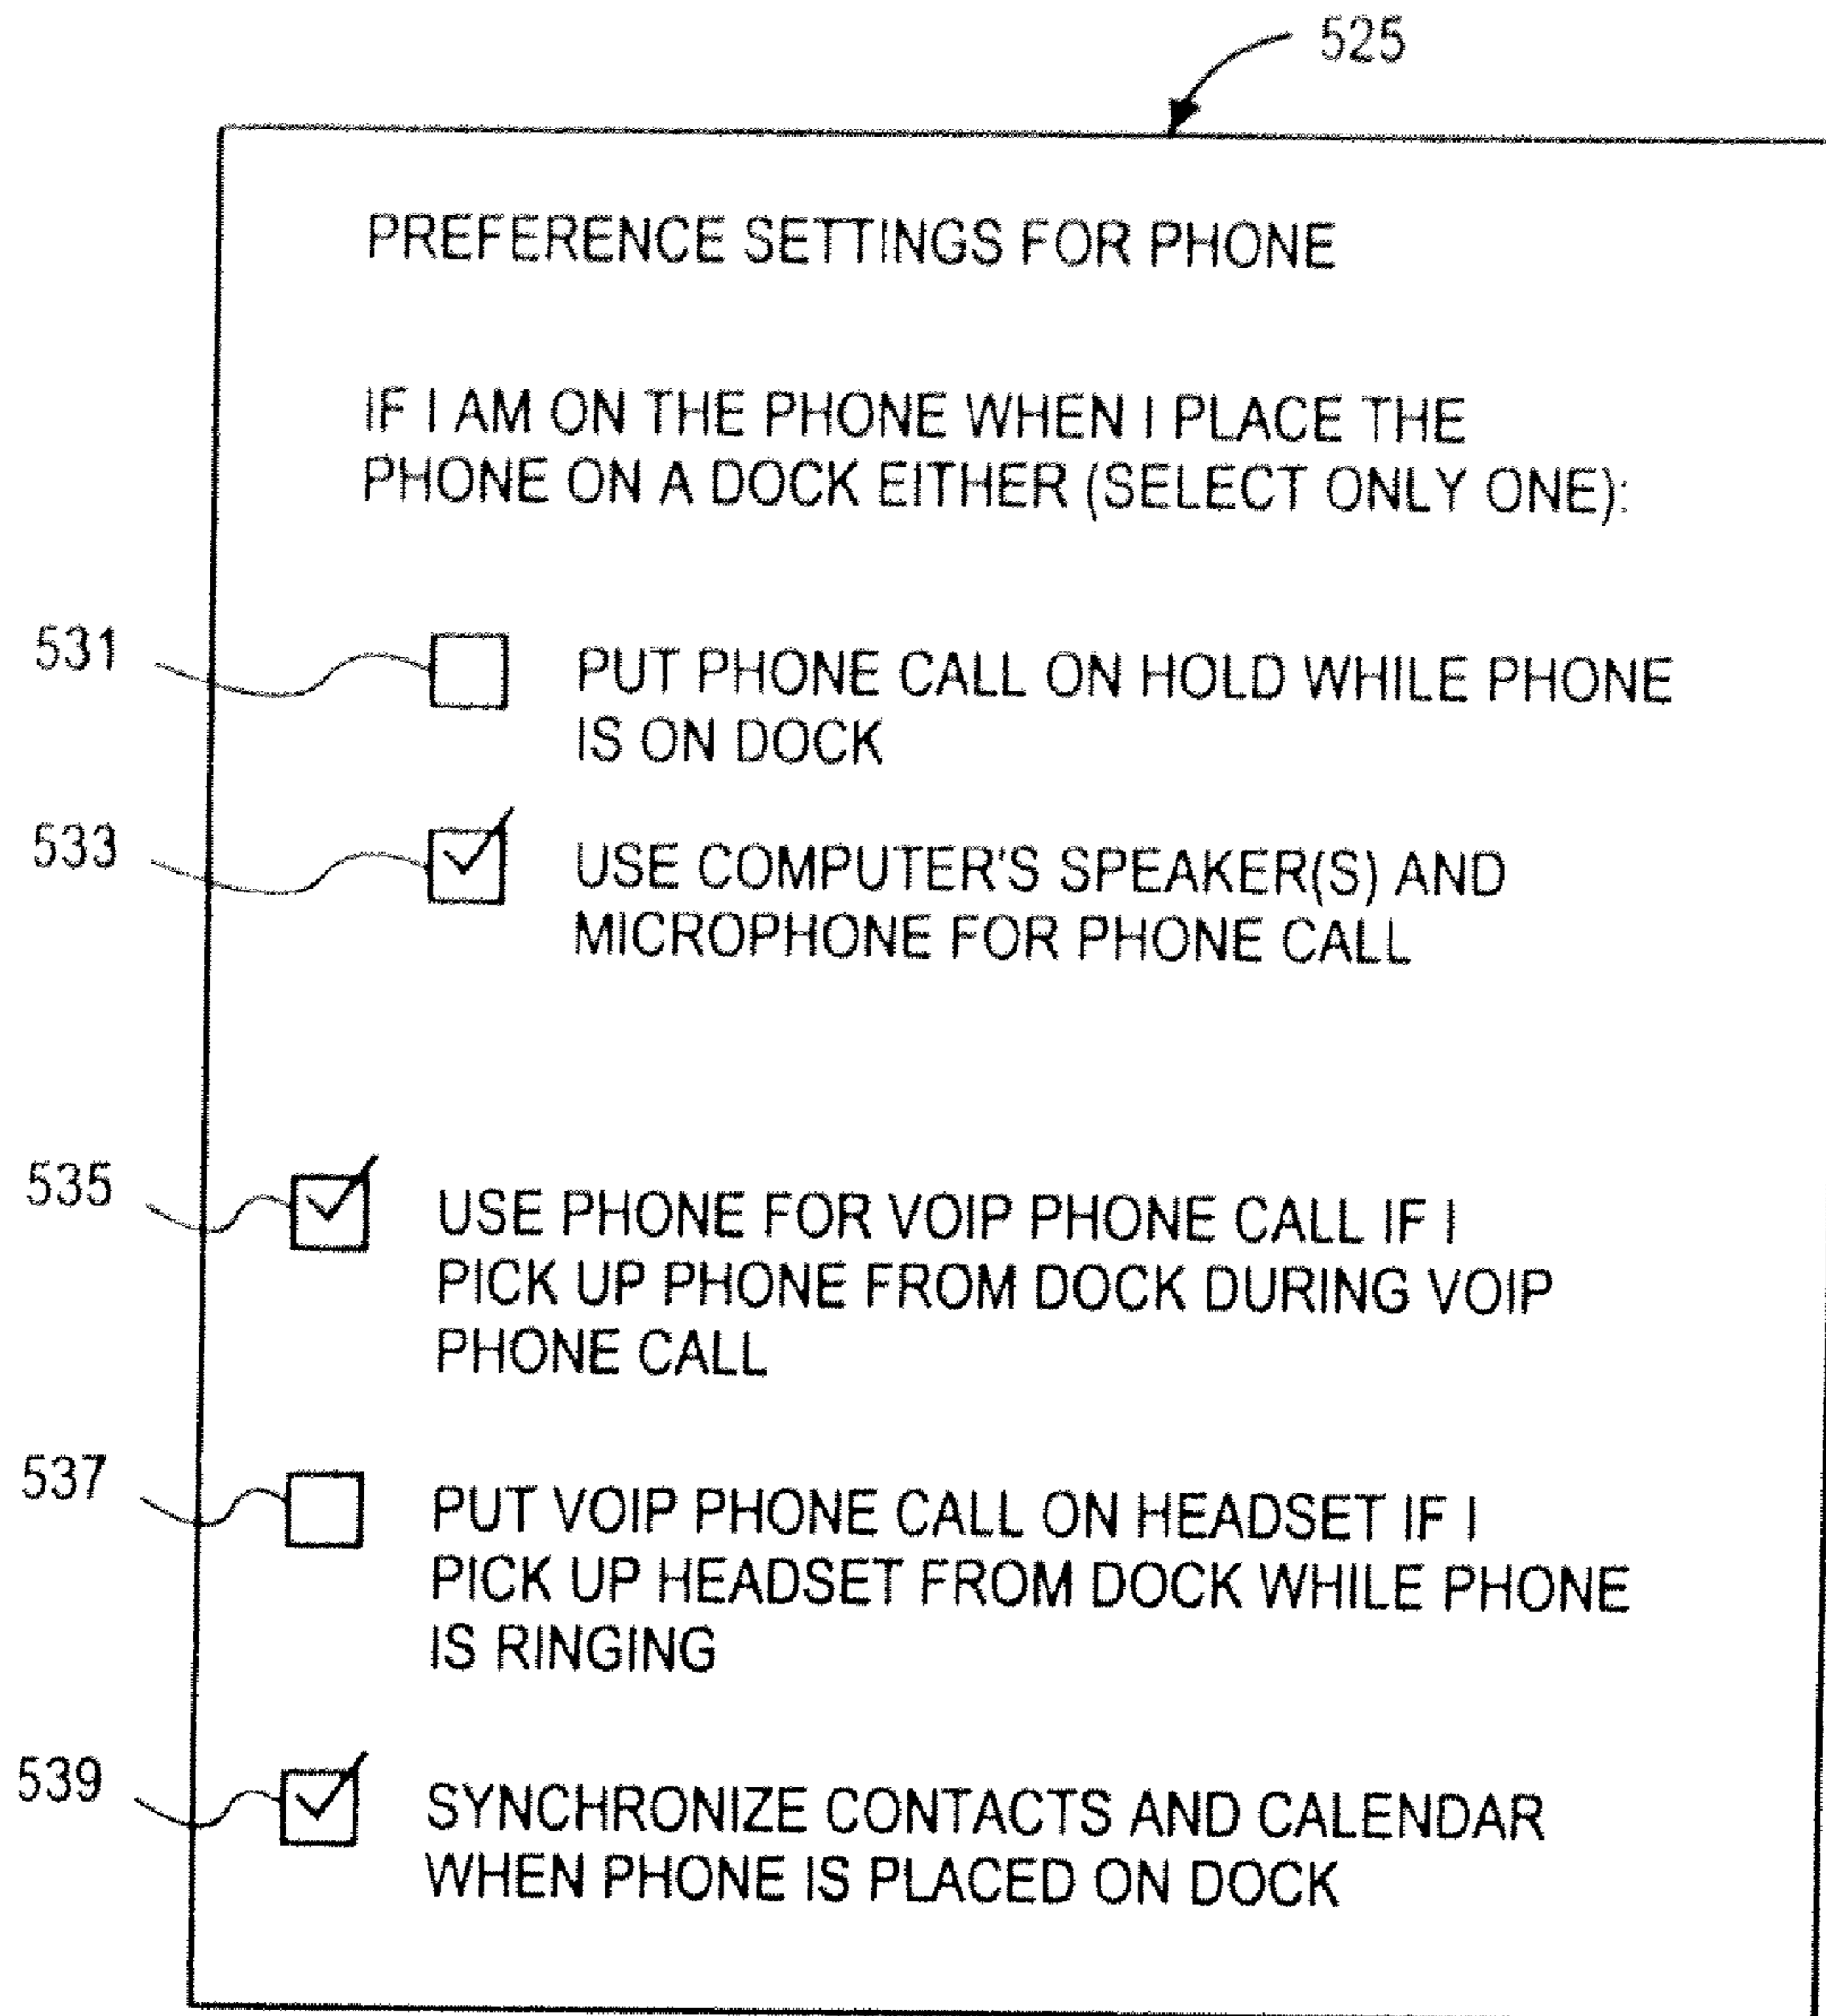 525
PREFERENCE SETTINGS FOR PHONE
IF I AM ON THE PHONE WHEN I PLACE THE
PHONE ON A DOCK EITHER (SELECT ONLY ONE):
531
PUT PHONE CALL ON HOLD WHILE PHONE
IS ON DOCK
533
USE COMPUTER'S SPEAKER(S) AND
MICROPHONE FOR PHONE CALL
535
USE PHONE FOR VOIP PHONE CALL IF I
PICK UP PHONE FROM DOCK DURING VOIP
PHONE CALL
537
PUT VOIP PHONE CALL ON HEADSET IF I
PICK UP HEADSET FROM DOCK WHILE PHONE
IS RINGING
539
SYNCHRONIZE CONTACTS AND CALENDAR
WHEN PHONE IS PLACED ON DOCK